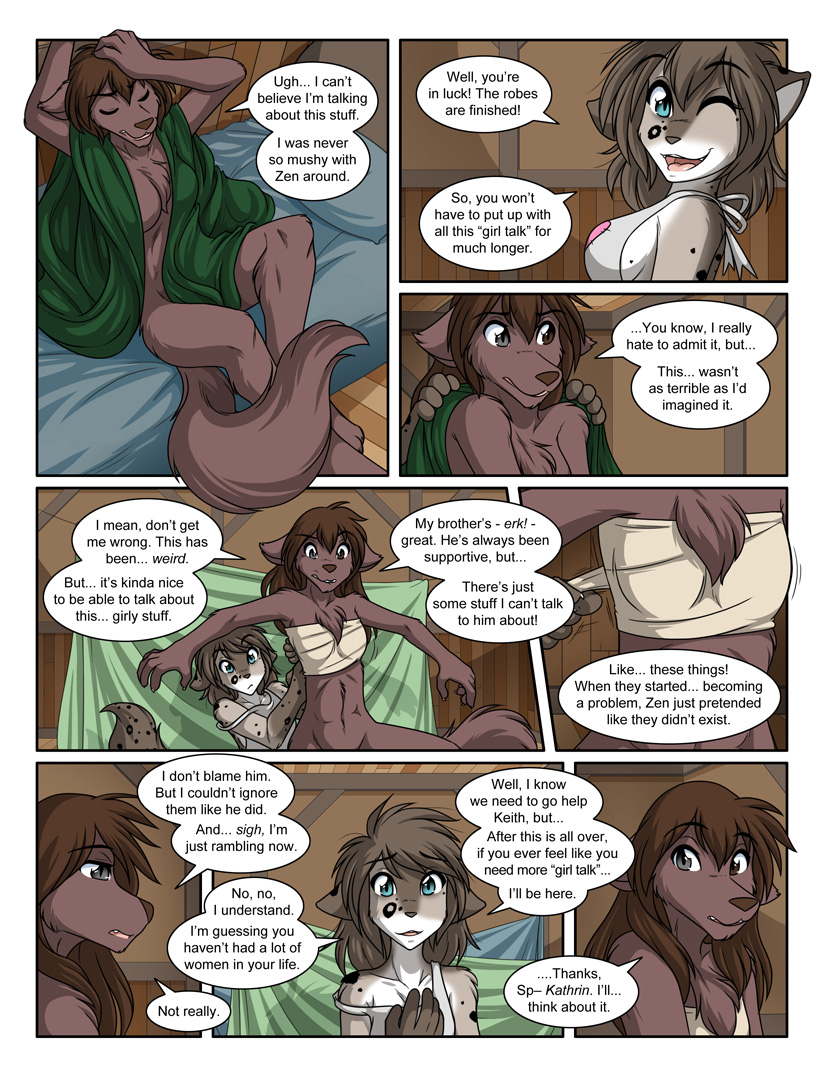 Ugh... I can't
believe I'm talking
about this stuff.
I was never
so mushy with
Zen around.
Well, you're
in luck! The robes
are finished!
So, you won't
have to put up with
all this "girl talk" for
much longer.
...You know, I really
hate to admit it, but...
This... wasn't
as terrible as I'd
imagined it.
I mean, don't get
me wrong. This has
been... weird.
But... it's kinda nice
to be able to talk about
this... girly stuff.
My brother's - erk! -
great. He's always been
supportive, but...
There's just
some stuff I can't talk
to him about!
Like... these things!
When they started... becoming
a problem, Zen just pretended
like they didn't exist.
I don't blame him.
But I couldn't ignore
them like he did.
And... sigh, I'm
just rambling now.
No, no,
I understand.
I'm guessing you
haven't had a lot of
women in your life.
Not really.
Well, I know
we need to go help
Keith, but...
After this is all over,
if you ever feel like you
need more "girl talk"...
I'll be here.
....Thanks,
Sp– Kathrin. I'll...
think about it.